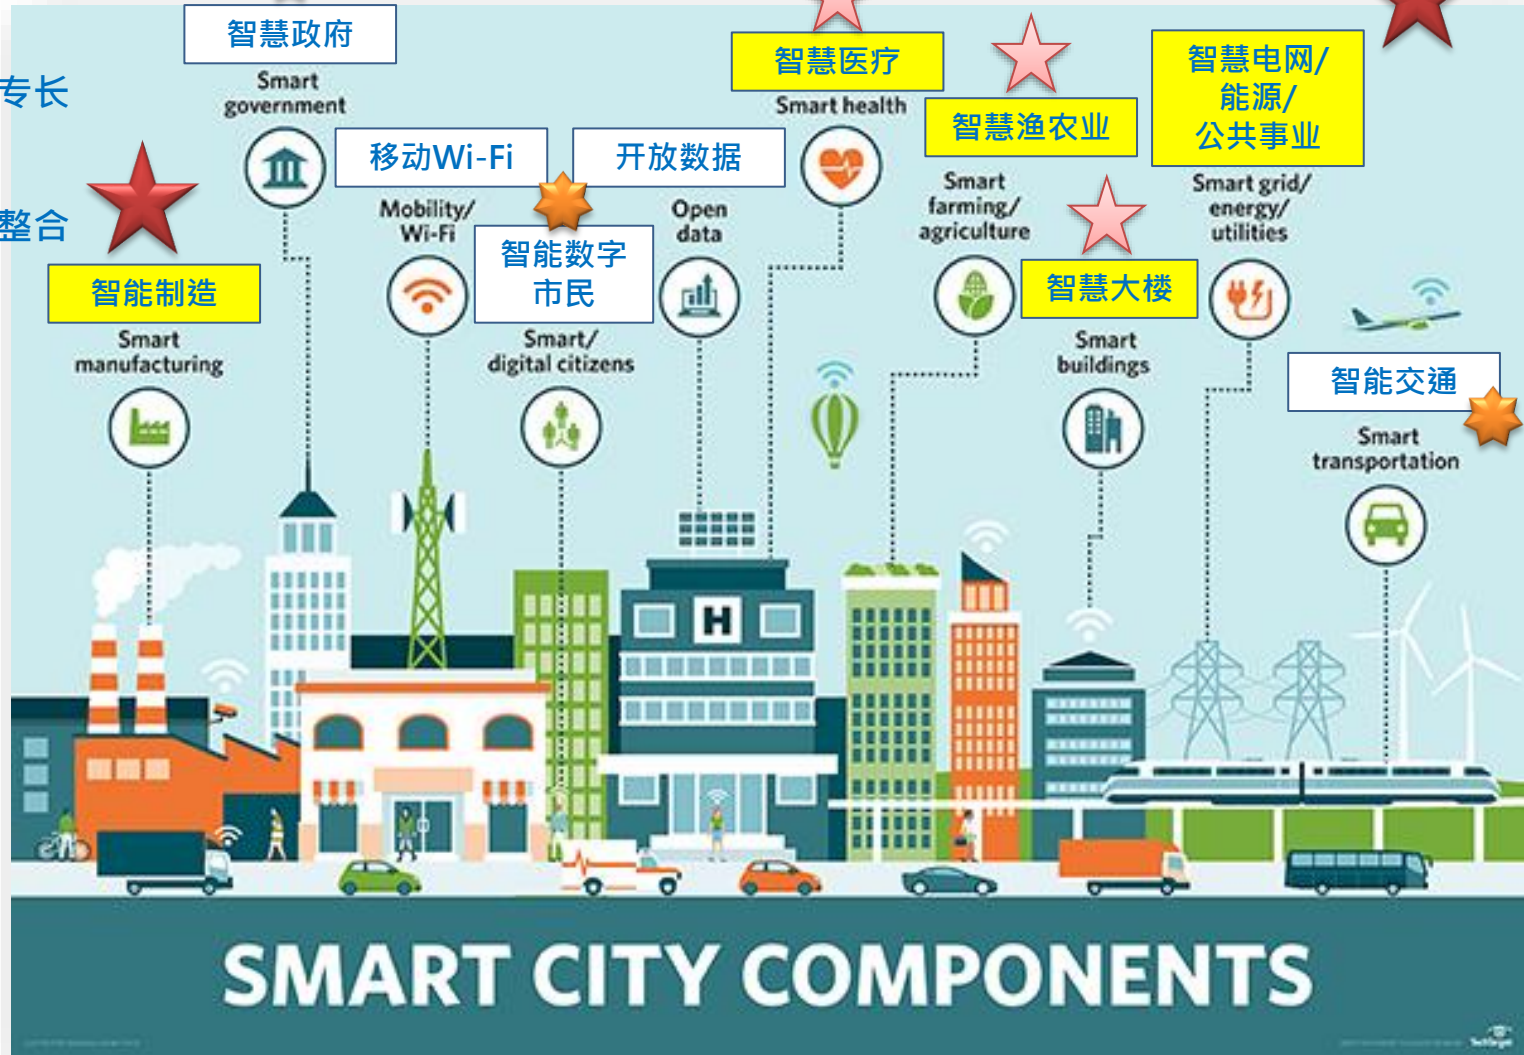 智慧政府
Smart
government
专长
整合
智能制造
Smart
manufacturing
移动Wi-Fi
Mobility/
Wi-Fi
开放数据
Open
data
智能数字
市民
Smart/
digital citizens
智慧医疗
Smart health
智慧渔农业
Smart
farming/
agriculture
智慧电网/
能源/
公共事业
Smart grid/
energy/
utilities
智慧大楼
Smart
buildings
智能交通
Smart
transportation
H
SMART CITY COMPONENTS
TechTarget